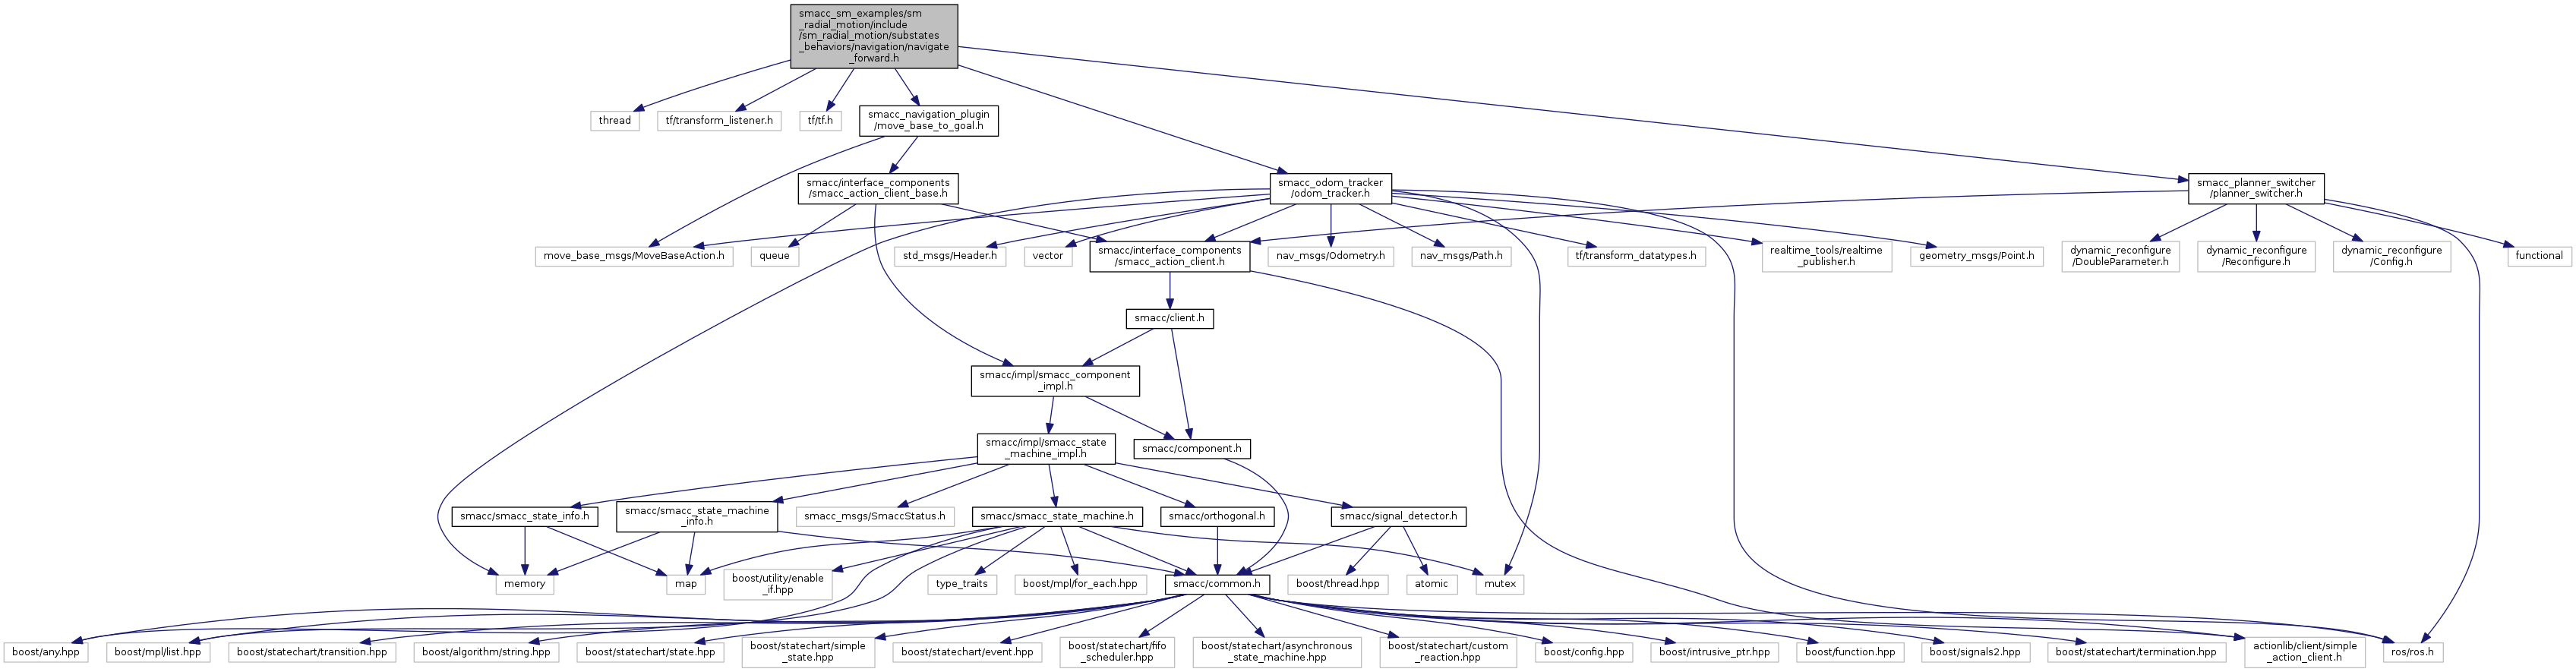 smacc_sm_examples/sm
_radial_motion/include
/sm_radial_motion/substates
_behaviors/navigation/navigate
_forward.h
thread
tf/transform_listener.h
tf/tf.h
smacc_navigation_plugin
/move_base_to_goal.h
smacc/interface_components
/smacc_action_client_base.h
smacc_odom_tracker
/odom_tracker.h
smacc_planner_switcher
/planner_switcher.h
move_base_msgs/MoveBaseAction.h
queue
std_msgs/Header.h
vector
smacc/interface_components
/smacc_action_client.h
nav_msgs/Odometry.h
nav_msgs/Path.h
tf/transform_datatypes.h
realtime_tools/realtime
_publisher.h
geometry_msgs/Point.h
dynamic_reconfigure
/DoubleParameter.h
dynamic_reconfigure
/Reconfigure.h
dynamic_reconfigure
/Config.h
functional
smacc/client.h
smacc/impl/smacc_component
_impl.h
smacc/impl/smacc_state
_machine_impl.h
smacc/component.h
smacc/smacc_state_info.h
smacc/smacc_state_machine
_info.h
smacc_msgs/SmaccStatus.h
smacc/smacc_state_machine.h
smacc/orthogonal.h
smacc/signal_detector.h
memory
map
boost/utility/enable
_if.hpp
type_traits
boost/mpl/for_each.hpp
smacc/common.h
boost/thread.hpp
atomic
mutex
boost/any.hpp
boost/mpl/list.hpp
boost/statechart/transition.hpp
boost/algorithm/string.hpp
boost/statechart/state.hpp
boost/statechart/simple
_state.hpp
boost/statechart/event.hpp
boost/statechart/fifo
_scheduler.hpp
boost/statechart/asynchronous
_state_machine.hpp
boost/statechart/custom
_reaction.hpp
boost/config.hpp
boost/intrusive_ptr.hpp
boost/function.hpp
boost/signals2.hpp
boost/statechart/termination.hpp
actionlib/client/simple
_action_client.h
ros/ros.h